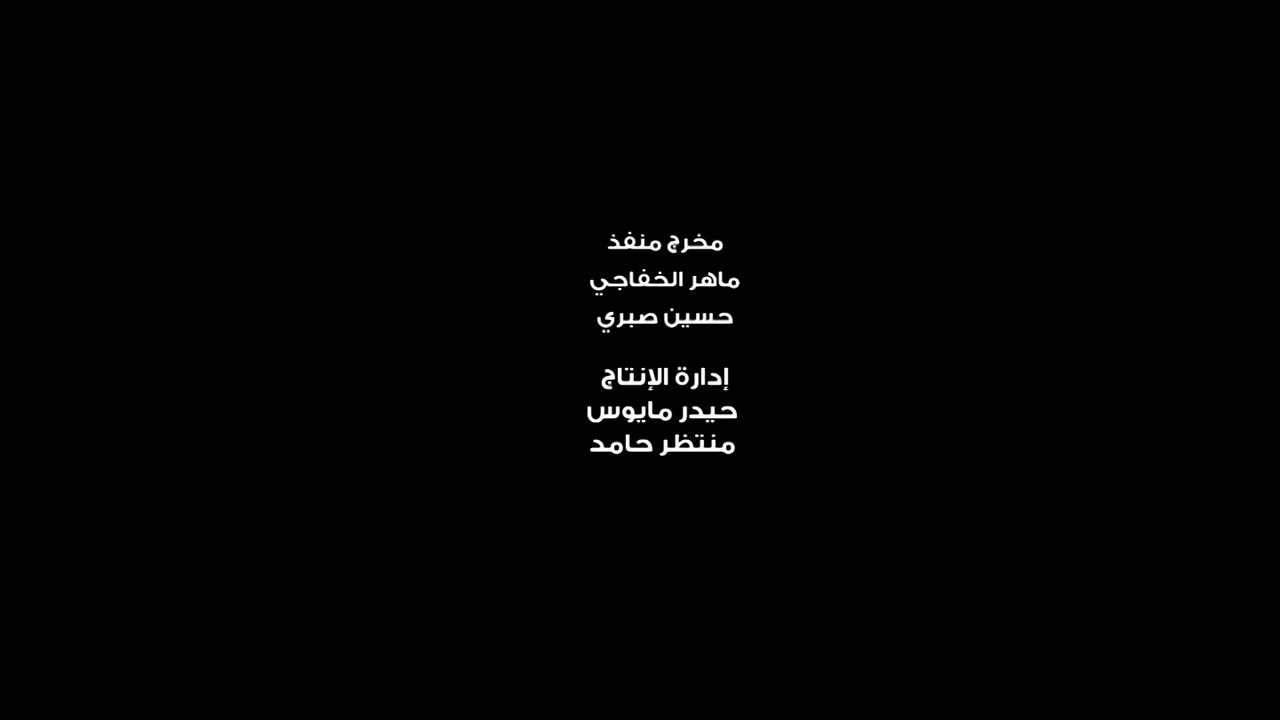 مخرج منفذ
ماهر الخفاجي
حسين صبري
إدارة الإنتاج
حيدر مايوس
منتظر حامد